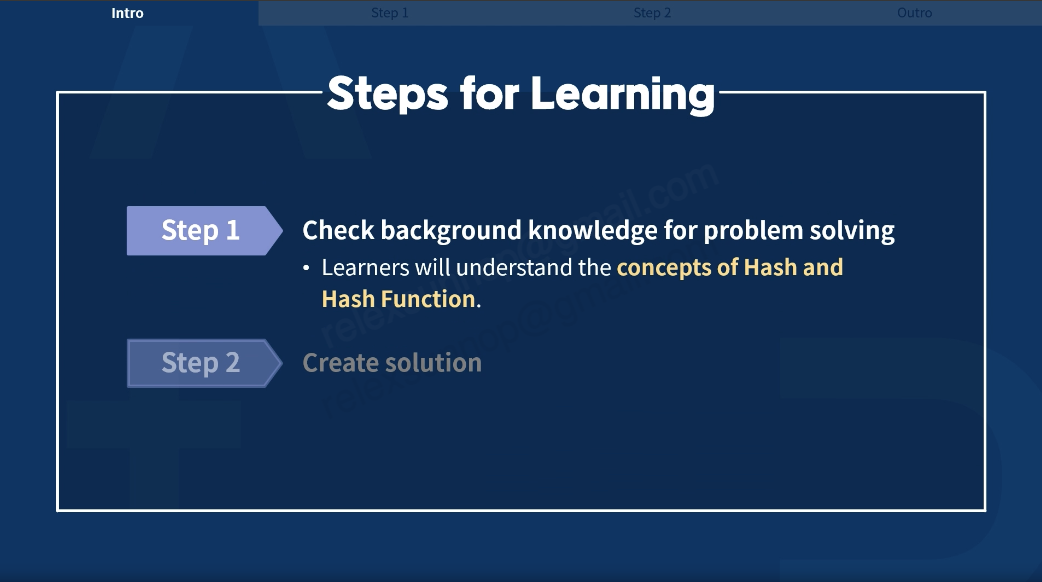 Intro
Step 1
Step 2
Outro
Steps for Learning
Step 1
Check background knowledge for problem solving
• Learners will understand the concepts of Hash and
Hash Function.
Step 2
Create solution